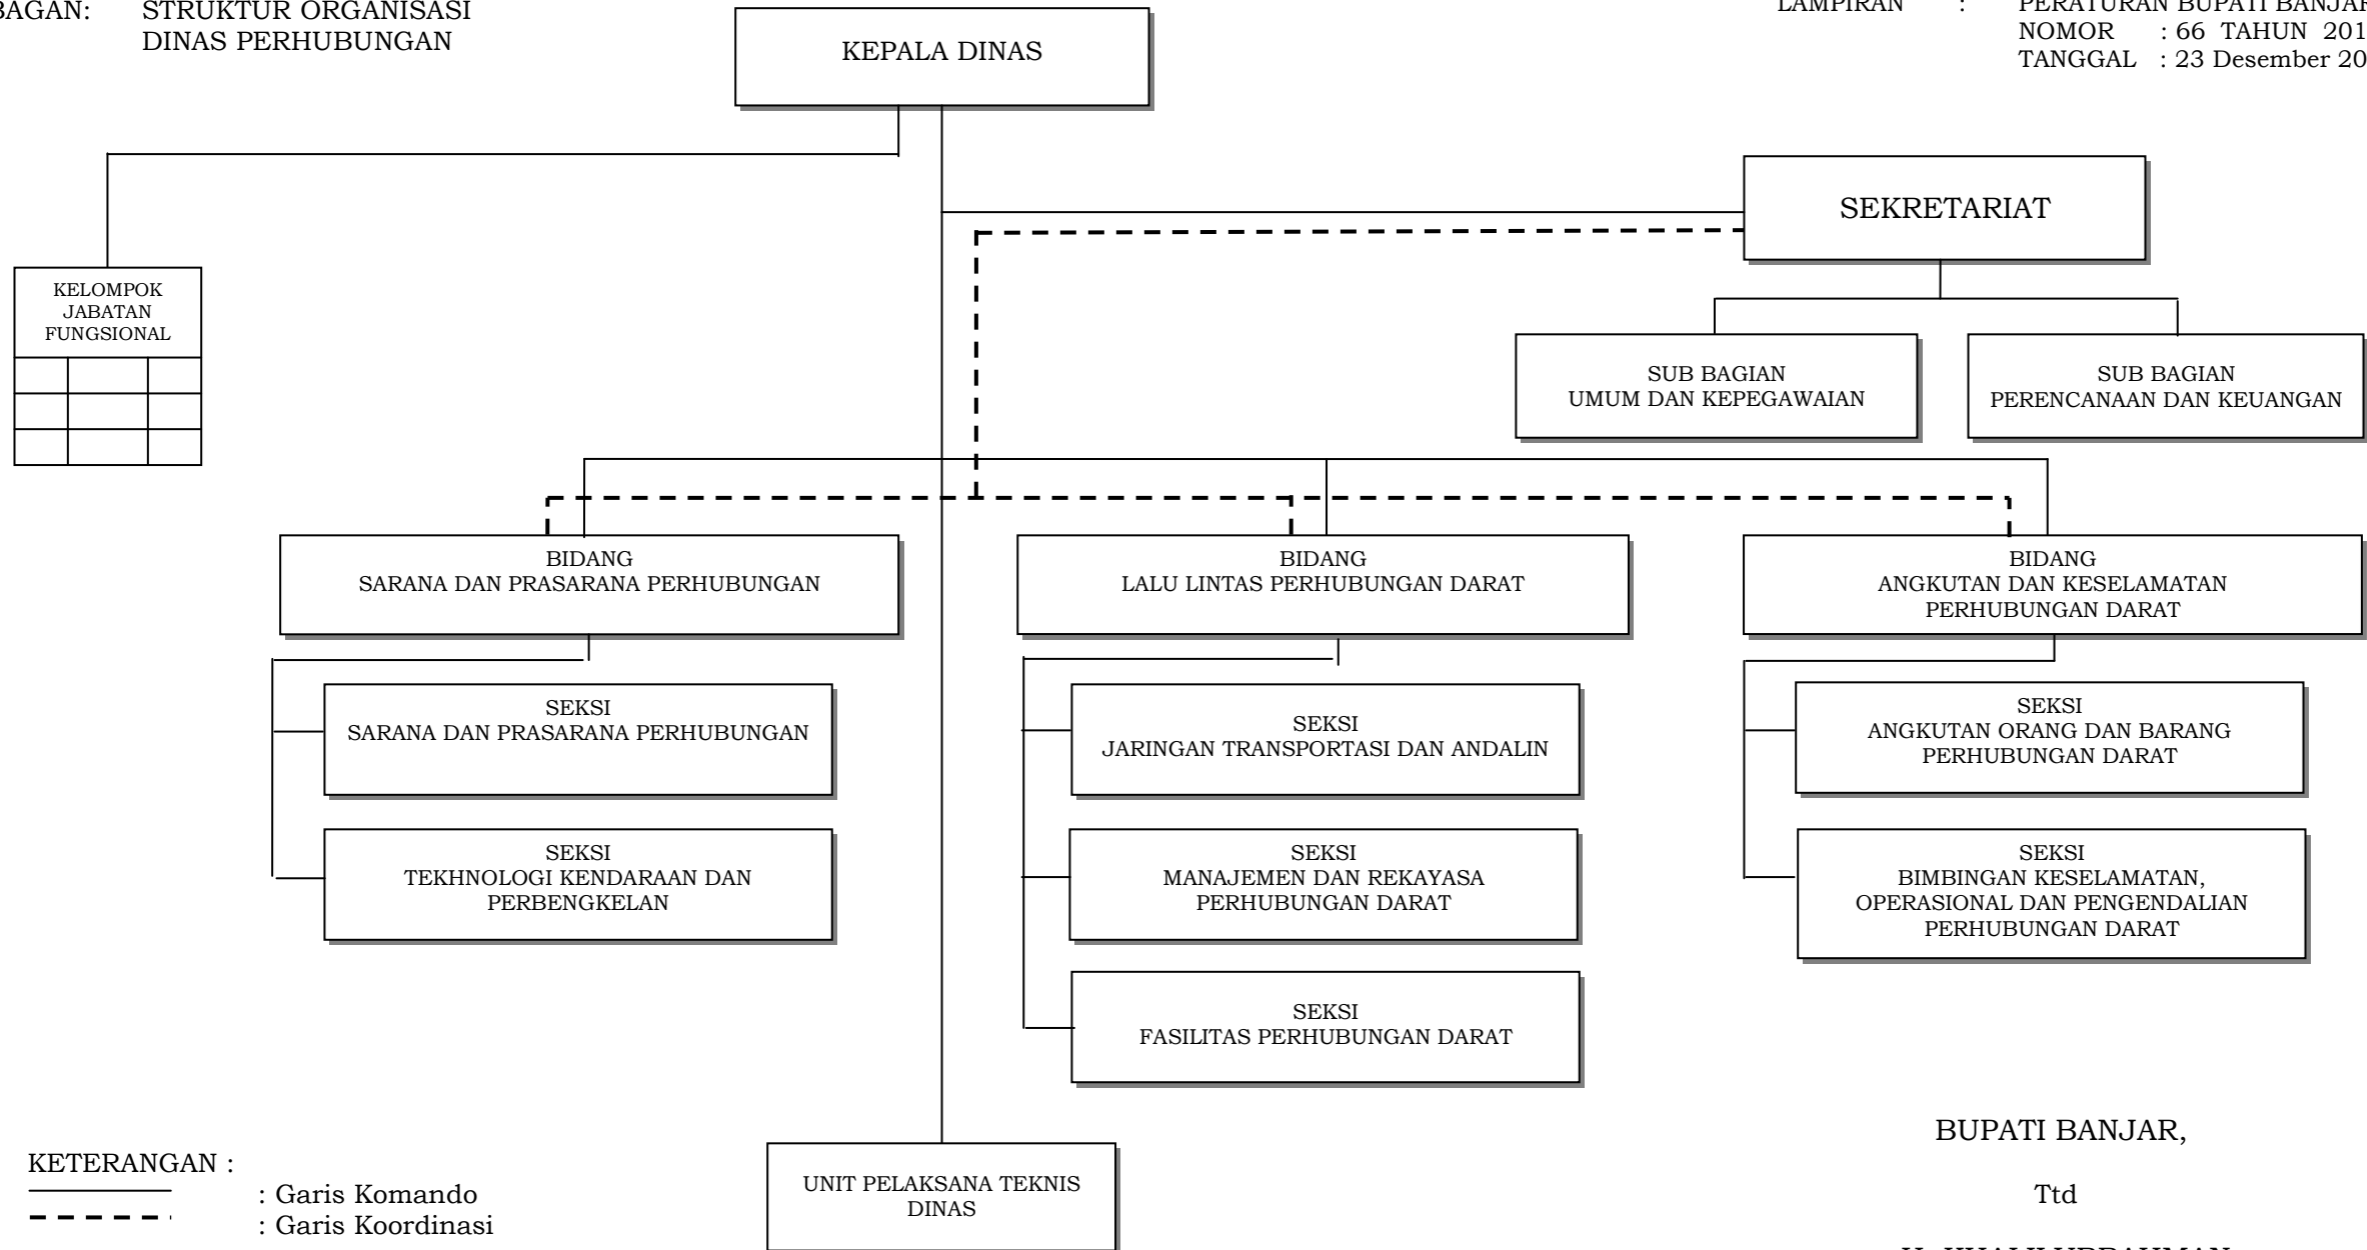 BAGAN: STRUKTUR ORGANISASI
DINAS PERHUBUNGAN
LAMPIRAN : PERATURAN BUPATI BANJAR
NOMOR : 66 TAHUN 201
TANGGAL : 23 Desember 20
KEPALA DINAS
SEKRETARIAT
KELOMPOK
JABATAN
FUNGSIONAL
SUB BAGIAN
UMUM DAN KEPEGAWAIAN
SUB BAGIAN
PERENCANAAN DAN KEUANGAN
BIDANG
SARANA DAN PRASARANA PERHUBUNGAN
BIDANG
LALU LINTAS PERHUBUNGAN DARAT
BIDANG
ANGKUTAN DAN KESELAMATAN
PERHUBUNGAN DARAT
SEKSI
SARANA DAN PRASARANA PERHUBUNGAN
SEKSI
TEKHNOLOGI KENDARAAN DAN
PERBENGKELAN
SEKSI
JARINGAN TRANSPORTASI DAN ANDALIN
SEKSI
MANAJEMEN DAN REKAYASA
PERHUBUNGAN DARAT
SEKSI
FASILITAS PERHUBUNGAN DARAT
SEKSI
ANGKUTAN ORANG DAN BARANG
PERHUBUNGAN DARAT
SEKSI
BIMBINGAN KESELAMATAN,
OPERASIONAL DAN PENGENDALIAN
PERHUBUNGAN DARAT
UNIT PELAKSANA TEKNIS
DINAS
KETERANGAN :
: Garis Komando
: Garis Koordinasi
BUPATI BANJAR,
Ttd